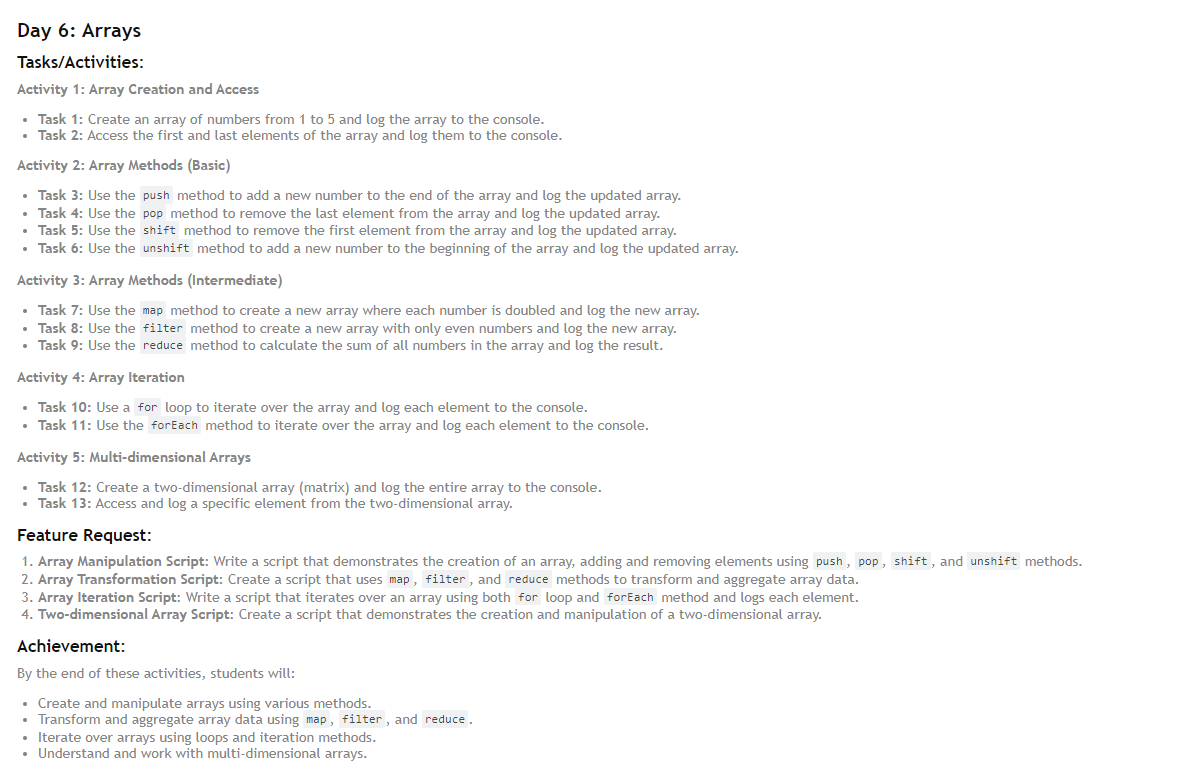 Day 6: Arrays
Tasks/Activities:
Activity 1: Array Creation and Access
• Task 1: Create an array of numbers from 1 to 5 and log the array to the console.
• Task 2: Access the first and last elements of the array and log them to the console.
Activity 2: Array Methods (Basic)
• Task 3: Use the push method to add a new number to the end of the array and log the updated array.
• Task 4: Use the pop method to remove the last element from the array and log the updated array.
• Task 5: Use the shift method to remove the first element from the array and log the updated array.
• Task 6: Use the unshift method to add a new number to the beginning of the array and log the updated array.
Activity 3: Array Methods (Intermediate)
• Task 7: Use the map method to create a new array where each number is doubled and log the new array.
• Task 8: Use the filter method to create a new array with only even numbers and log the new array.
• Task 9: Use the reduce method to calculate the sum of all numbers in the array and log the result.
Activity 4: Array Iteration
• Task 10: Use a for loop to iterate over the array and log each element to the console.
• Task 11: Use the forEach method to iterate over the array and log each element to the console.
Activity 5: Multi-dimensional Arrays
• Task 12: Create a two-dimensional array (matrix) and log the entire array to the console.
• Task 13: Access and log a specific element from the two-dimensional array.
Feature Request:
1. Array Manipulation Script: Write a script that demonstrates the creation of an array, adding and removing elements using push, pop, shift, and unshift methods.
2. Array Transformation Script: Create a script that uses map, filter, and reduce methods to transform and aggregate array data.
3. Array Iteration Script: Write a script that iterates over an array using both for loop and forEach method and logs each element.
4. Two-dimensional Array Script: Create a script that demonstrates the creation and manipulation of a two-dimensional array.
Achievement:
By the end of these activities, students will:
• Create and manipulate arrays using various methods.
• Transform and aggregate array data using map, filter, and reduce.
• Iterate over arrays using loops and iteration methods.
• Understand and work with multi-dimensional arrays.